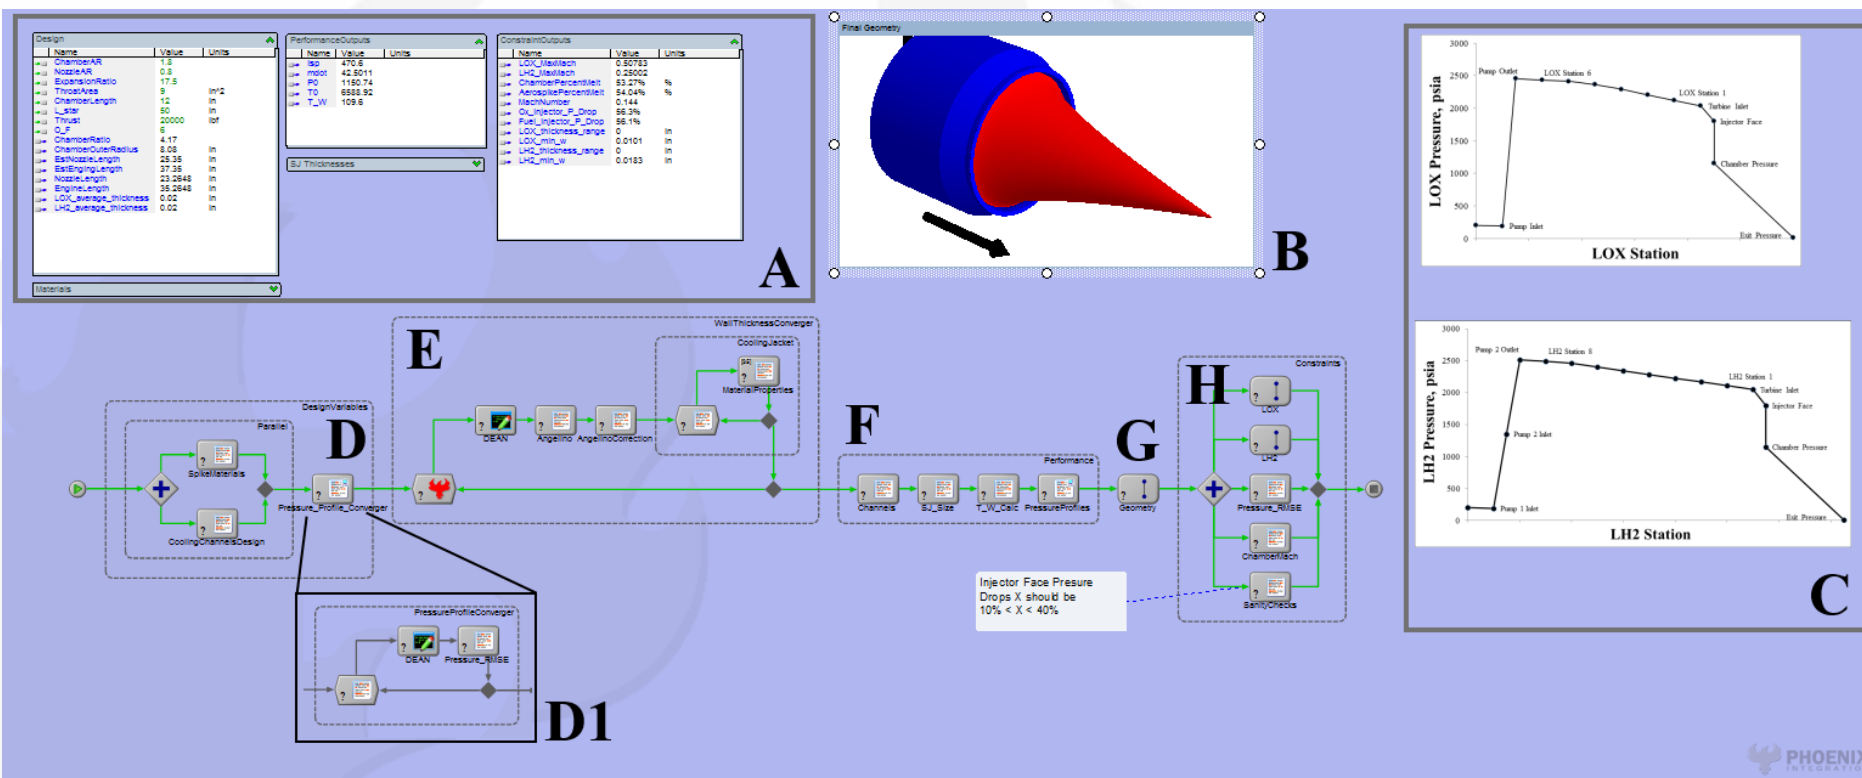 Design
Name Value Units
ChamberAR 1.8
NozzleAR 0.8
ExpansionRatio 17.5
ThroatArea 9 in^2
ChamberLength 12 in
L_star 50 in
Thrust 20000 lbf
O_F 6
ChamberRatio 4.17
ChamberOuterRadius 8.08 in
EstNozzleLength 25.35 in
EstEngingLength 37.35 in
NozzleLength 23.2648 in
EngineLength 35.2648 in
LOX_average_thickness 0.02 in
LH2_average_thickness 0.02 in
Materials
PerformanceOutputs
Name Value Units
Isp 470.6
mdot 42.5011
P0 1150.74
T0 6588.92
T_W 109.6
SJ Thicknesses
ConstraintOutputs
Name Value Units
LOX_MaxMach 0.50783
LH2_MaxMach 0.25002
ChamberPercentMelt 53.27% %
AerospikePercentMelt 54.04% %
MachNumber 0.144
Ox_Injector_P_Drop 56.3%
Fuel_Injector_P_Drop 56.1%
LOX_thickness_range 0 in
LOX_min_w 0.0101 in
LH2_thickness_range 0 in
LH2_min_w 0.0183 in
A
Final Geometry
B
LOX Pressure, psia
3000
2500
2000
1500
1000
500
0
Pump Outlet
LOX Station 6
LOX Station 1
Turbine Inlet
Injector Face
Chamber Pressure
Pump Inlet
Exit Pressure
LOX Station
LH2 Pressure, psia
3000
2500
2000
1500
1000
500
0
Pump 2 Outlet
LH2 Station 8
LH2 Station 1
Turbine Inlet
Injector Face
Pump 2 Inlet
Chamber Pressure
Pump 1 Inlet
Exit Pressure
LH2 Station
C
DesignVariables
Parallel
D
SpikeMaterials
CoolingChannelsDesign
Pressure_Profile_Converger
E
WallThicknessConverger
CoolingJacket
MaterialProperties
DEAN
Angelino
AngelinoCorrection
F
Performance
Channels
SJ_Size
T_W_Calc
PressureProfiles
G
Geometry
H
Constraints
LOX
LH2
Pressure_RMSE
ChamberMach
SanityChecks
Injector Face Presure
Drops X should be
10% < X < 40%
PressureProfileConverger
DEAN
Pressure_RMSE
D1
PHOENIX
INTEGRATION